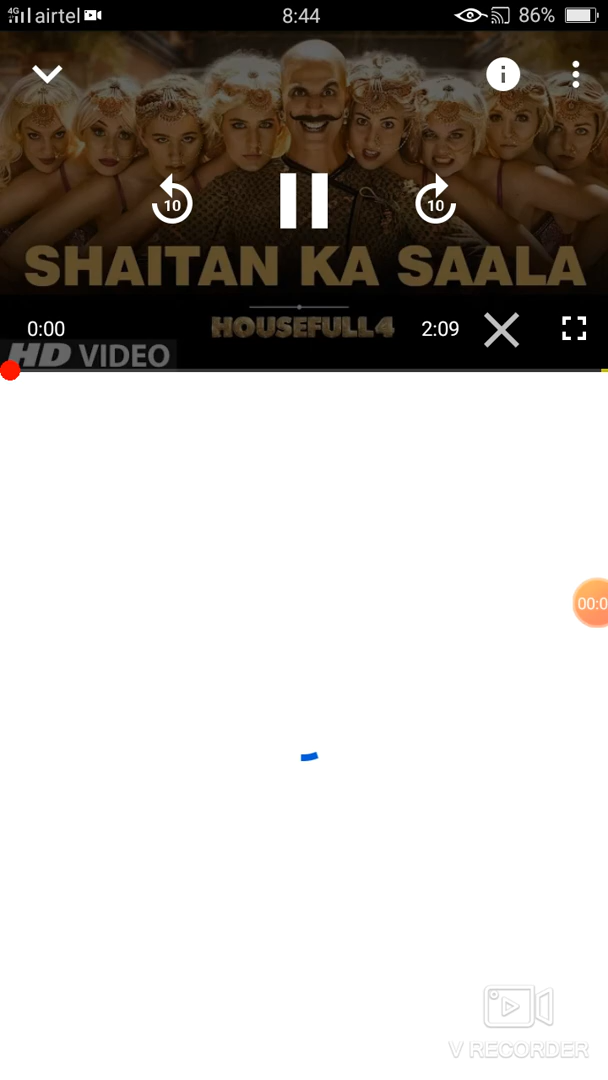 4G airtel 8:44 86%
10 10
SHAITAN KA SAALA
0:00 HOUSEFULL4 2:09
HD VIDEO
00:0
V RECORDER